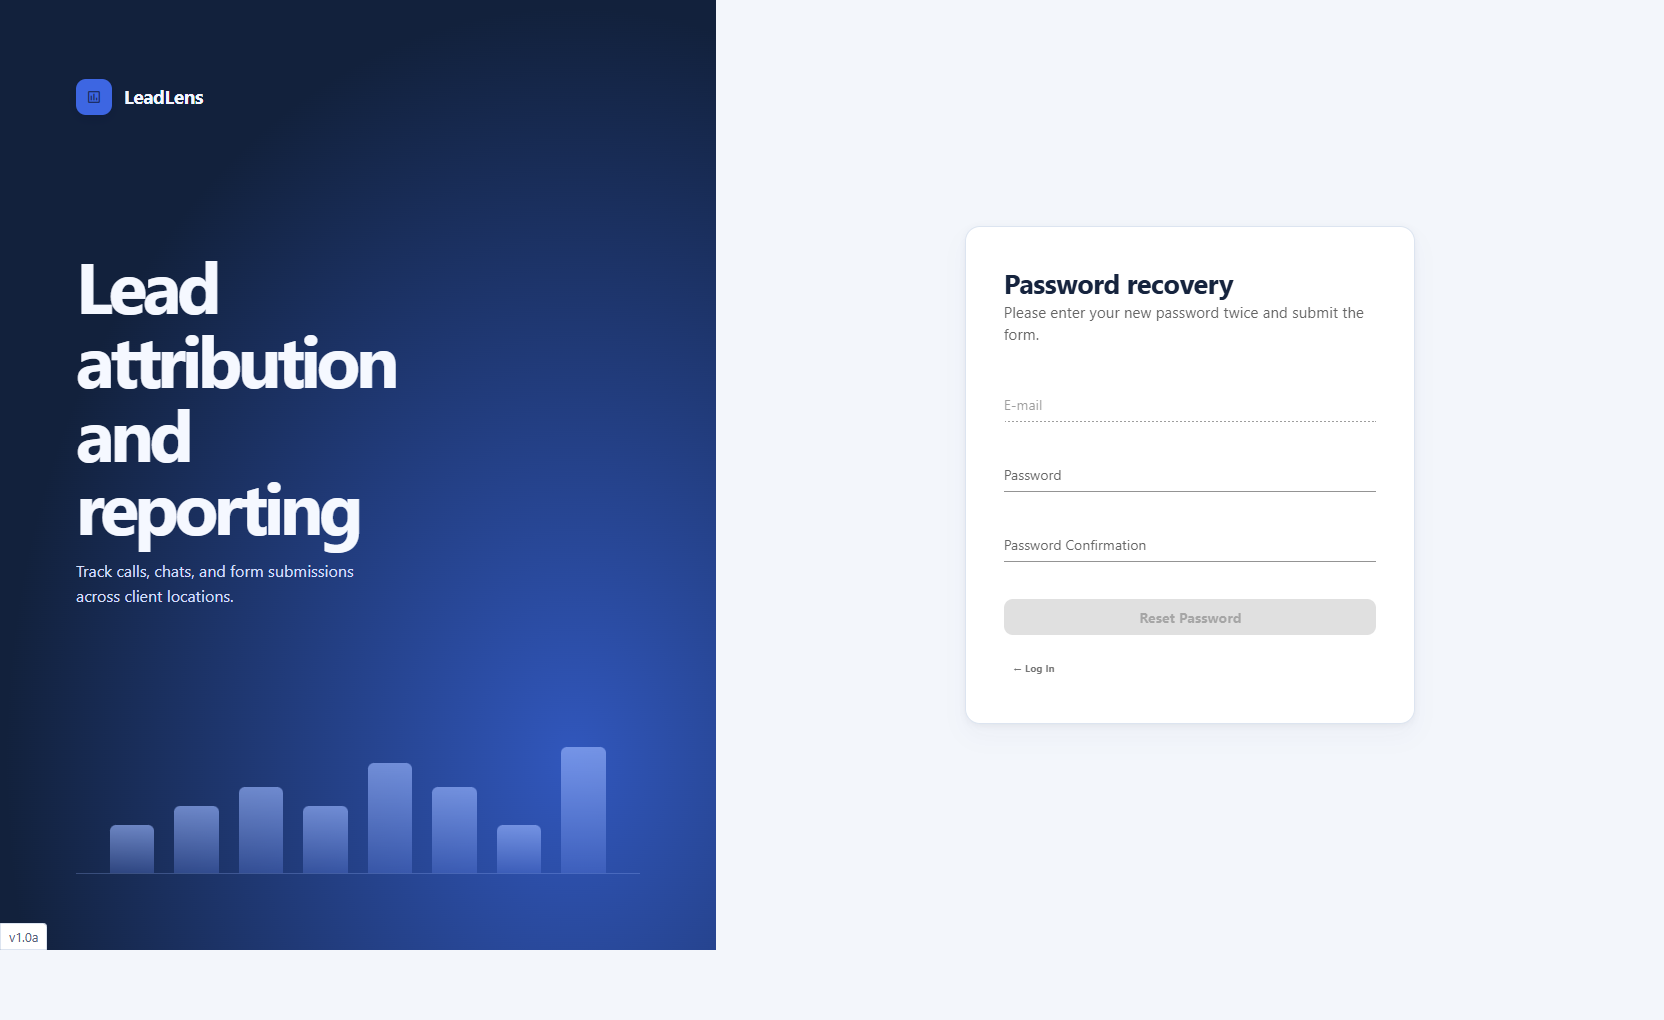 LeadLens
Lead
attribution
and
reporting
Track calls, chats, and form submissions
across client locations.
v1.0a
Password recovery
Please enter your new password twice and submit the
form.
E-mail
Password
Password Confirmation
Reset Password
← Log In